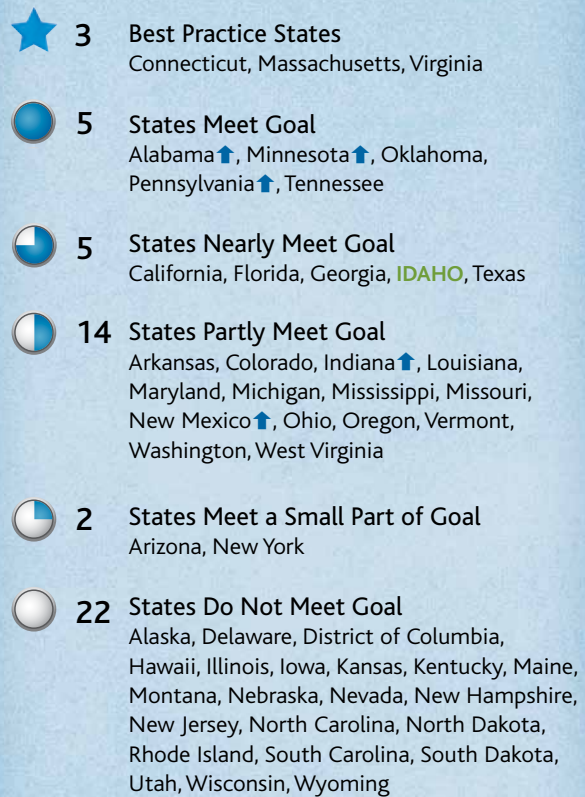 3 Best Practice States
Connecticut, Massachusetts, Virginia
5 States Meet Goal
Alabama⬆, Minnesota⬆, Oklahoma,
Pennsylvania⬆, Tennessee
5 States Nearly Meet Goal
California, Florida, Georgia, IDAHO, Texas
14 States Partly Meet Goal
Arkansas, Colorado, Indiana⬆, Louisiana,
Maryland, Michigan, Mississippi, Missouri,
New Mexico⬆, Ohio, Oregon, Vermont,
Washington, West Virginia
2 States Meet a Small Part of Goal
Arizona, New York
22 States Do Not Meet Goal
Alaska, Delaware, District of Columbia,
Hawaii, Illinois, Iowa, Kansas, Kentucky, Maine,
Montana, Nebraska, Nevada, New Hampshire,
New Jersey, North Carolina, North Dakota,
Rhode Island, South Carolina, South Dakota,
Utah, Wisconsin, Wyoming